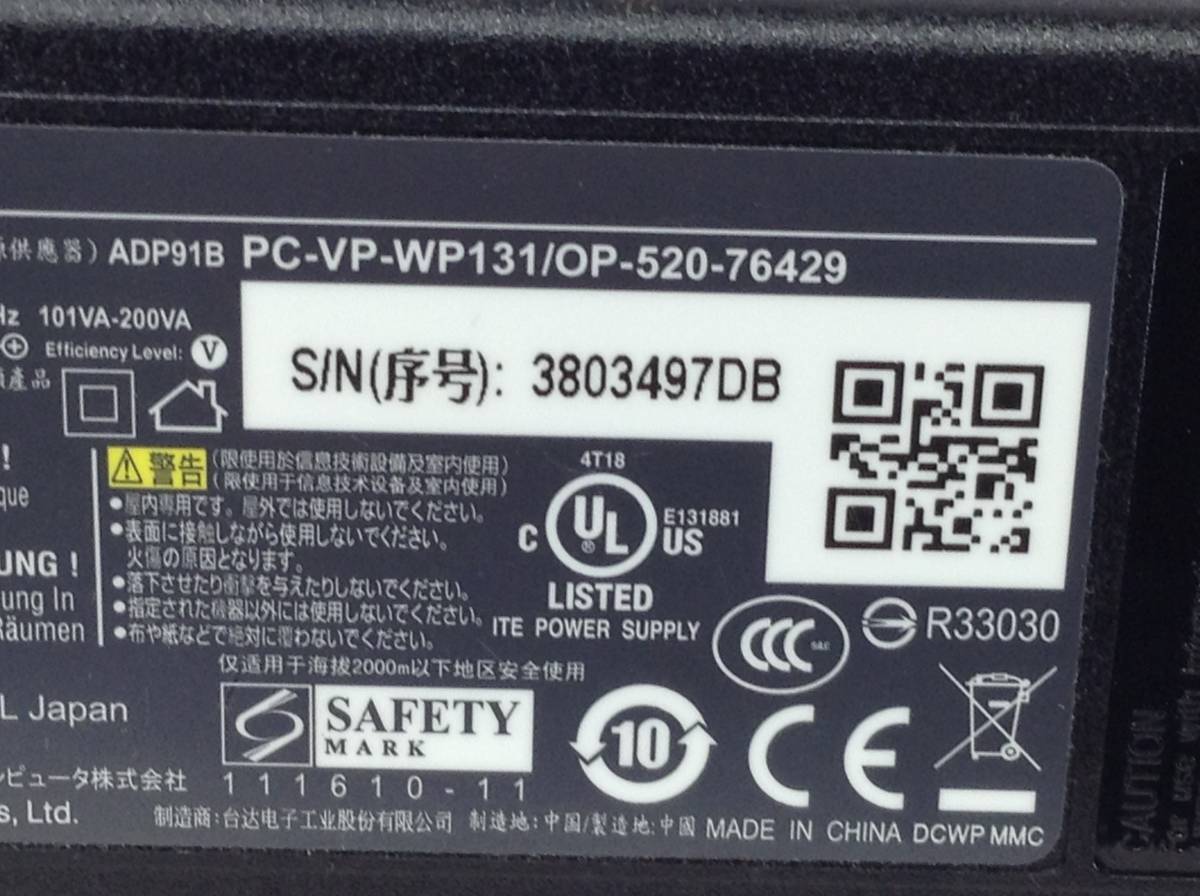 供應器) ADP91B PC-VP-WP131/OP-520-76429
Hz 101VA-200VA
Efficiency Level: V
產品
S/N(序号): 3803497DB
!
que
UNG !
ung In
Räumen
警告 (限使用於信息技術設備及室内使用)
(限使用于信息技术设备及室内使用)
●屋内専用です。屋外では使用しないでください。
●表面に接触しながら使用しないでください。
火傷の原因となります。
●落下させたり衝撃を与えたりしないでください。
●指定された機器以外には使用しないでください。
●布や紙などで絶対に覆わないでください。
仅适用于海拔2000m以下地区安全使用
4T18
C UL ® US
E131881
LISTED
ITE POWER SUPPLY
CCC S&E
R33030
L Japan
SAFETY
MARK
111610-11
10
CE
ピュータ株式会社
s, Ltd.
制造商:台达电子工业股份有限公司 制造地:中国/製造地:中國 MADE IN CHINA DCWP MMC
CAUTION
For use with